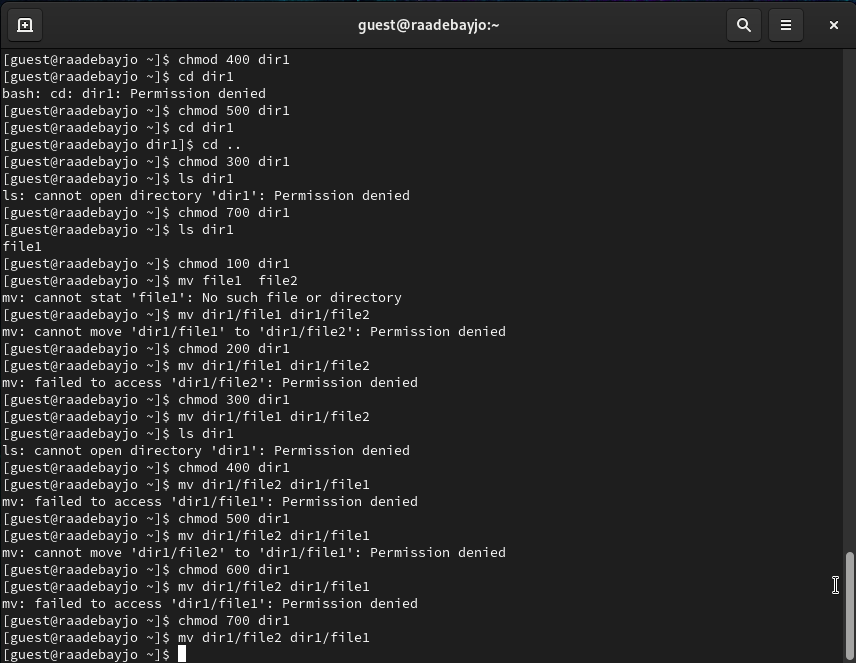 guest@raadebayjo:~
[guest@raadebayjo ~]$ chmod 400 dir1
[guest@raadebayjo ~]$ cd dir1
bash: cd: dir1: Permission denied
[guest@raadebayjo ~]$ chmod 500 dir1
[guest@raadebayjo ~]$ cd dir1
[guest@raadebayjo dir1]$ cd ..
[guest@raadebayjo ~]$ chmod 300 dir1
[guest@raadebayjo ~]$ ls dir1
ls: cannot open directory 'dir1': Permission denied
[guest@raadebayjo ~]$ chmod 700 dir1
[guest@raadebayjo ~]$ ls dir1
file1
[guest@raadebayjo ~]$ chmod 100 dir1
[guest@raadebayjo ~]$ mv file1  file2
mv: cannot stat 'file1': No such file or directory
[guest@raadebayjo ~]$ mv dir1/file1 dir1/file2
mv: cannot move 'dir1/file1' to 'dir1/file2': Permission denied
[guest@raadebayjo ~]$ chmod 200 dir1
[guest@raadebayjo ~]$ mv dir1/file1 dir1/file2
mv: failed to access 'dir1/file2': Permission denied
[guest@raadebayjo ~]$ chmod 300 dir1
[guest@raadebayjo ~]$ mv dir1/file1 dir1/file2
[guest@raadebayjo ~]$ ls dir1
ls: cannot open directory 'dir1': Permission denied
[guest@raadebayjo ~]$ chmod 400 dir1
[guest@raadebayjo ~]$ mv dir1/file2 dir1/file1
mv: failed to access 'dir1/file1': Permission denied
[guest@raadebayjo ~]$ chmod 500 dir1
[guest@raadebayjo ~]$ mv dir1/file2 dir1/file1
mv: cannot move 'dir1/file2' to 'dir1/file1': Permission denied
[guest@raadebayjo ~]$ chmod 600 dir1
[guest@raadebayjo ~]$ mv dir1/file2 dir1/file1
mv: failed to access 'dir1/file1': Permission denied
[guest@raadebayjo ~]$ chmod 700 dir1
[guest@raadebayjo ~]$ mv dir1/file2 dir1/file1
[guest@raadebayjo ~]$